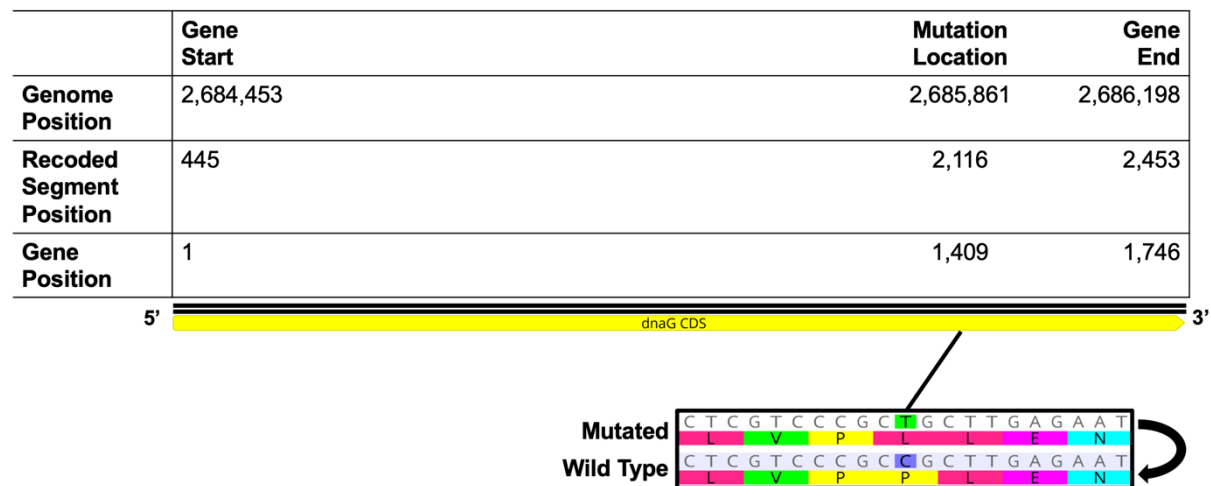 Gene Start Mutation Location Gene End
Genome Position 2,684,453 2,685,861 2,686,198
Recoded Segment Position 445 2,116 2,453
Gene Position 1 1,409 1,746
5’ dnaG CDS 3’
Mutated C T C G T C C C G C T G C T T G A G A A T
L V P L L E N
Wild Type C T C G T C C C G C C G C T T G A G A A T
L V P P L E N